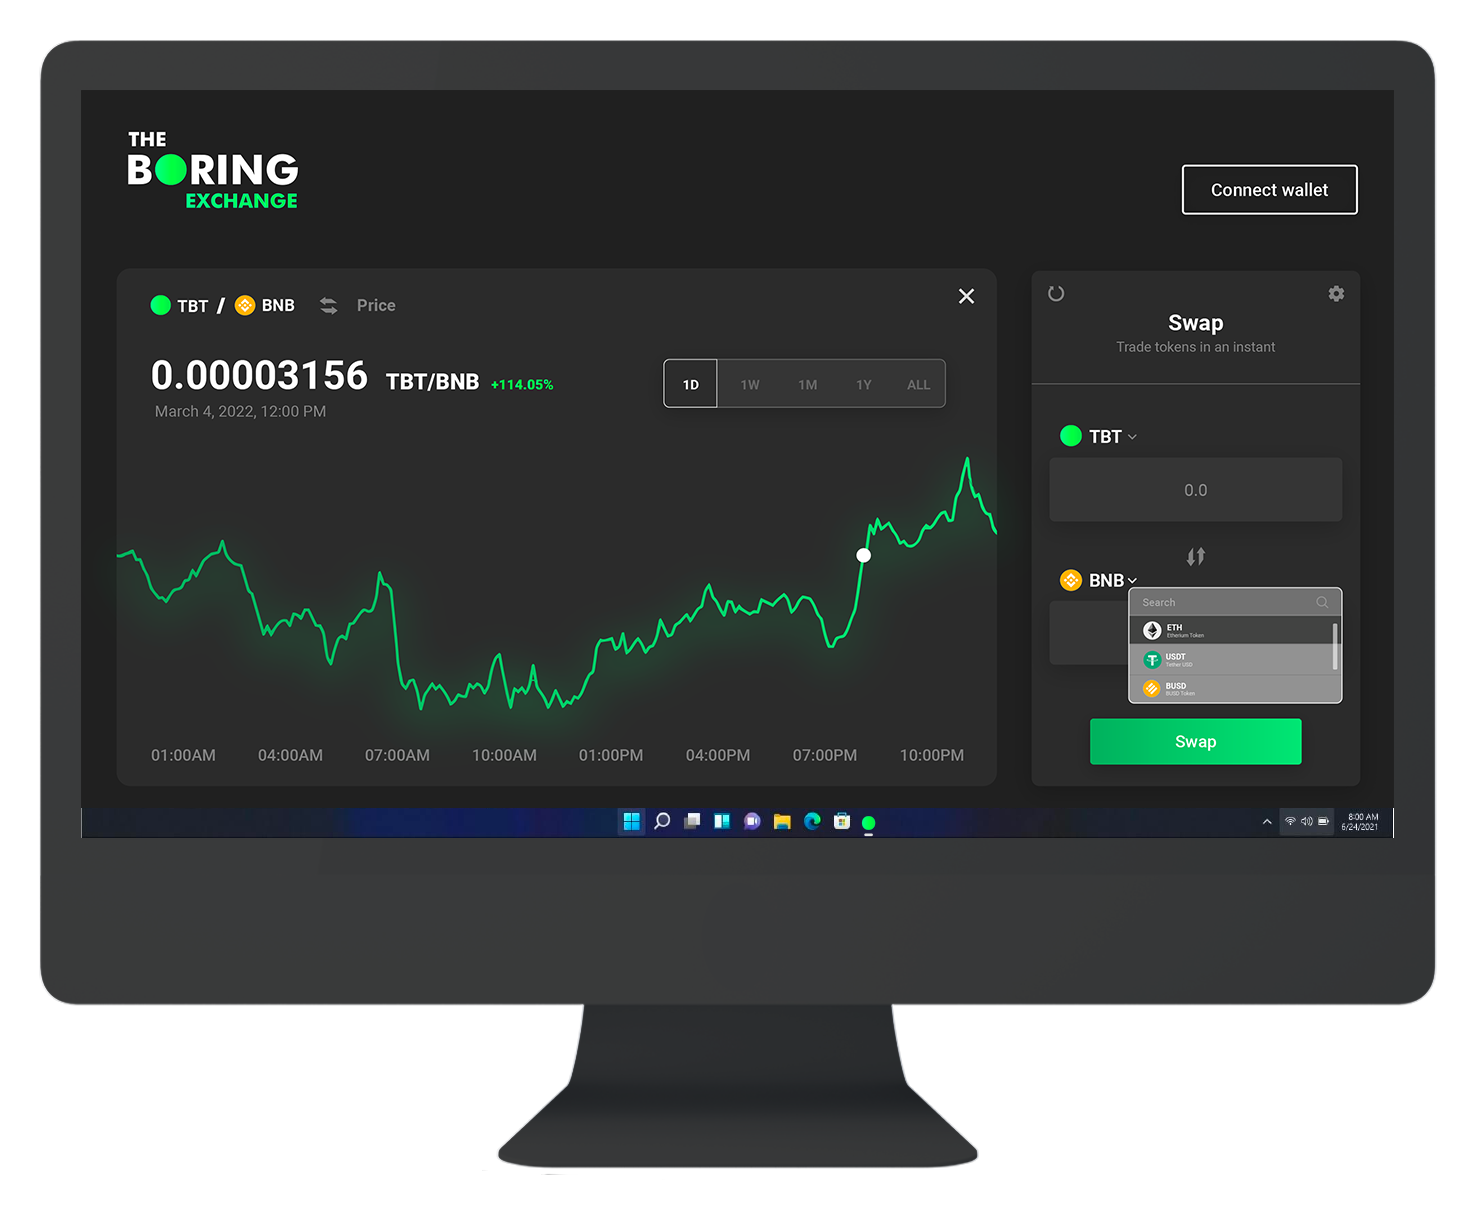 THE
BORING
EXCHANGE
Connect wallet
TBT / BNB Price
0.00003156 TBT/BNB +114.05%
March 4, 2022, 12:00 PM
1D 1W 1M 1Y ALL
01:00AM 04:00AM 07:00AM 10:00AM 01:00PM 04:00PM 07:00PM 10:00PM
Swap
Trade tokens in an instant
TBT
0.0
BNB
Search
ETH
Etherium Token
USDT
Tether USD
BUSD
BUSD Token
Swap
8:00 AM
6/24/2021